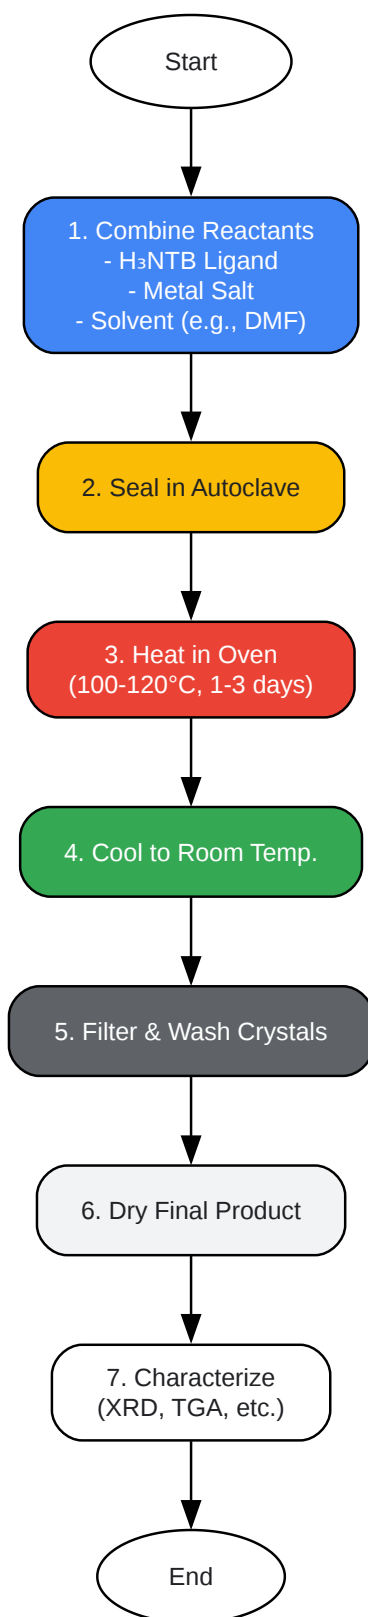 Start
1. Combine Reactants
- H₃NTB Ligand
- Metal Salt
- Solvent (e.g., DMF)
2. Seal in Autoclave
3. Heat in Oven
(100-120°C, 1-3 days)
4. Cool to Room Temp.
5. Filter & Wash Crystals
6. Dry Final Product
7. Characterize
(XRD, TGA, etc.)
End